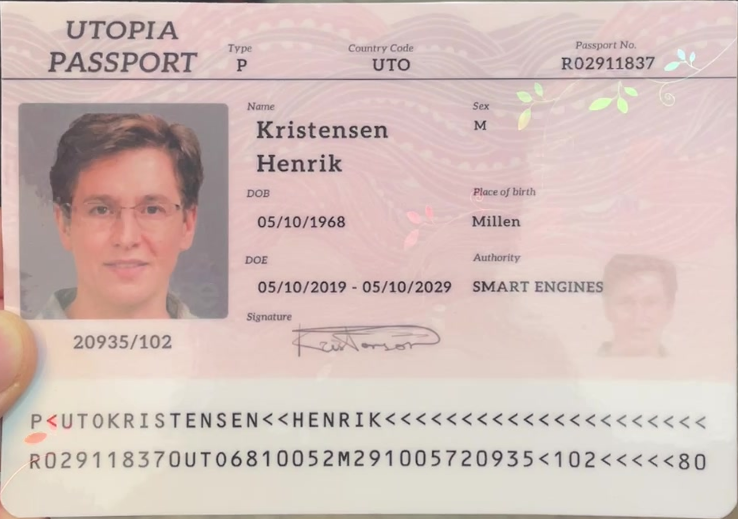 UTOPIA
PASSPORT
Type
P
Country Code
UTO
Passport No.
R02911837
Name
Kristensen
Henrik
Sex
M
DOB
05/10/1968
Place of birth
Millen
DOE
05/10/2019 - 05/10/2029
Authority
SMART ENGINES
Signature
20935/102
P<UTOKRISTENSEN<<HENRIK<<<<<<<<<<<<<<<<<<<<<
R029118370UTO6810052M291005720935<102<<<<<80